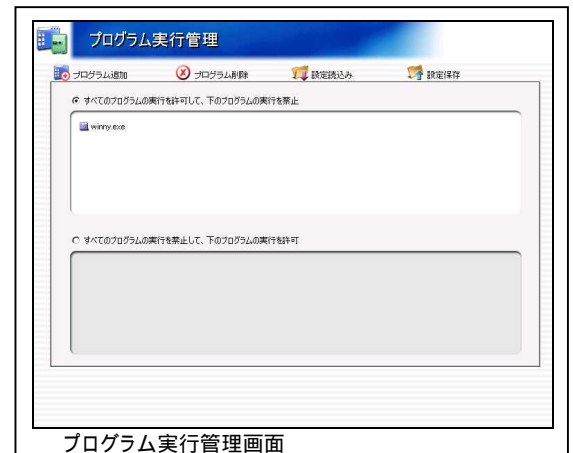 プログラム実行管理
プログラム追加 プログラム削除 設定読込み 設定保存
すべてのプログラムの実行を許可して、下のプログラムの実行を禁止
winny.exe
すべてのプログラムの実行を禁止して、下のプログラムの実行を許可
プログラム実行管理画面